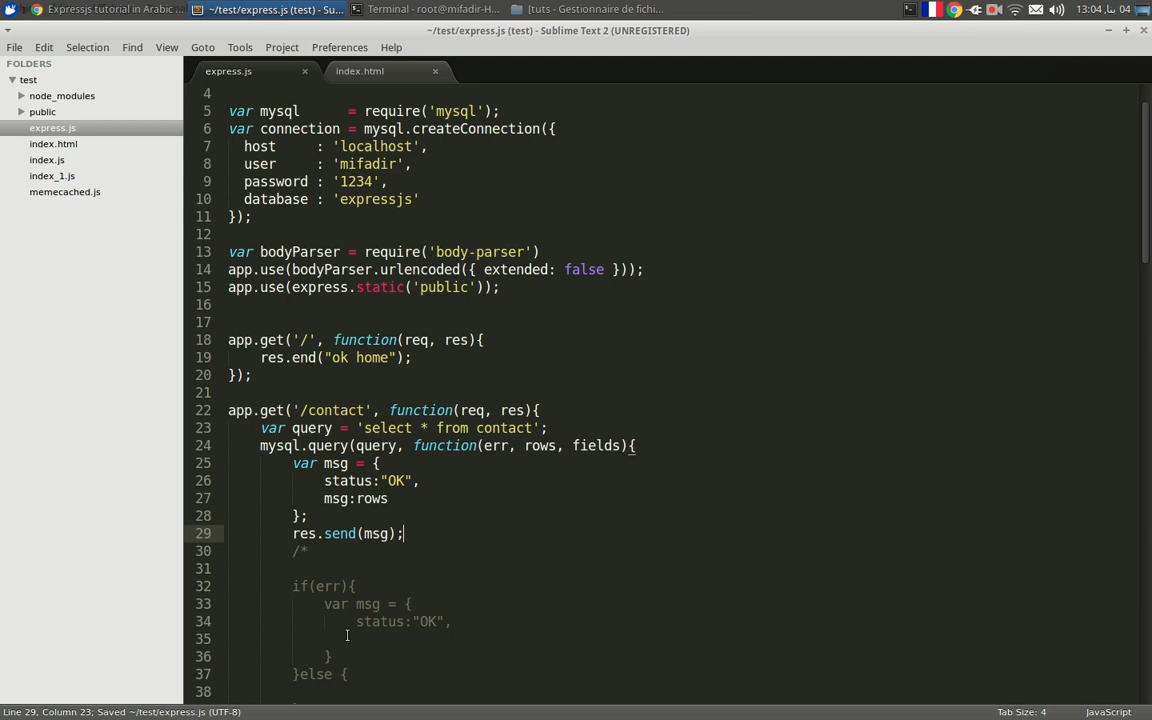 Expressjs tutorial in Arabic ...
~/test/express.js (test) - Su...
Terminal - root@mifadir-H...
[tuts - Gestionnaire de fichi...
13:04 ,بنا 04
~/test/express.js (test) - Sublime Text 2 (UNREGISTERED)
File Edit Selection Find View Goto Tools Project Preferences Help
FOLDERS
test
node_modules
public
express.js
index.html
index.js
index_1.js
memecached.js
express.js
index.html
4
5 var mysql      = require('mysql');
6 var connection = mysql.createConnection({
7   host     : 'localhost',
8   user     : 'mifadir',
9   password : '1234',
10   database : 'expressjs'
11 });
12
13 var bodyParser = require('body-parser')
14 app.use(bodyParser.urlencoded({ extended: false }));
15 app.use(express.static('public'));
16
17
18 app.get('/', function(req, res){
19     res.end("ok home");
20 });
21
22 app.get('/contact', function(req, res){
23     var query = 'select * from contact';
24     mysql.query(query, function(err, rows, fields){
25         var msg = {
26             status:"OK",
27             msg:rows
28         };
29         res.send(msg);
30         /*
31
32         if(err){
33             var msg = {
34                 status:"OK",
35
36             }
37         }else {
38
Line 29, Column 23; Saved ~/test/express.js (UTF-8)
Tab Size: 4
JavaScript